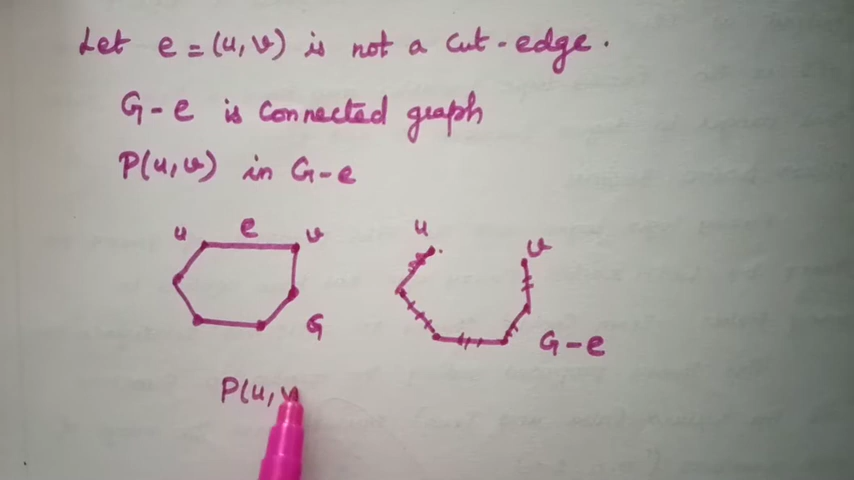 Let e = (u, v) is not a cut-edge.
G-e is connected graph
P(u, v) in G-e
u e v
G
u
v
G-e
P(u, v